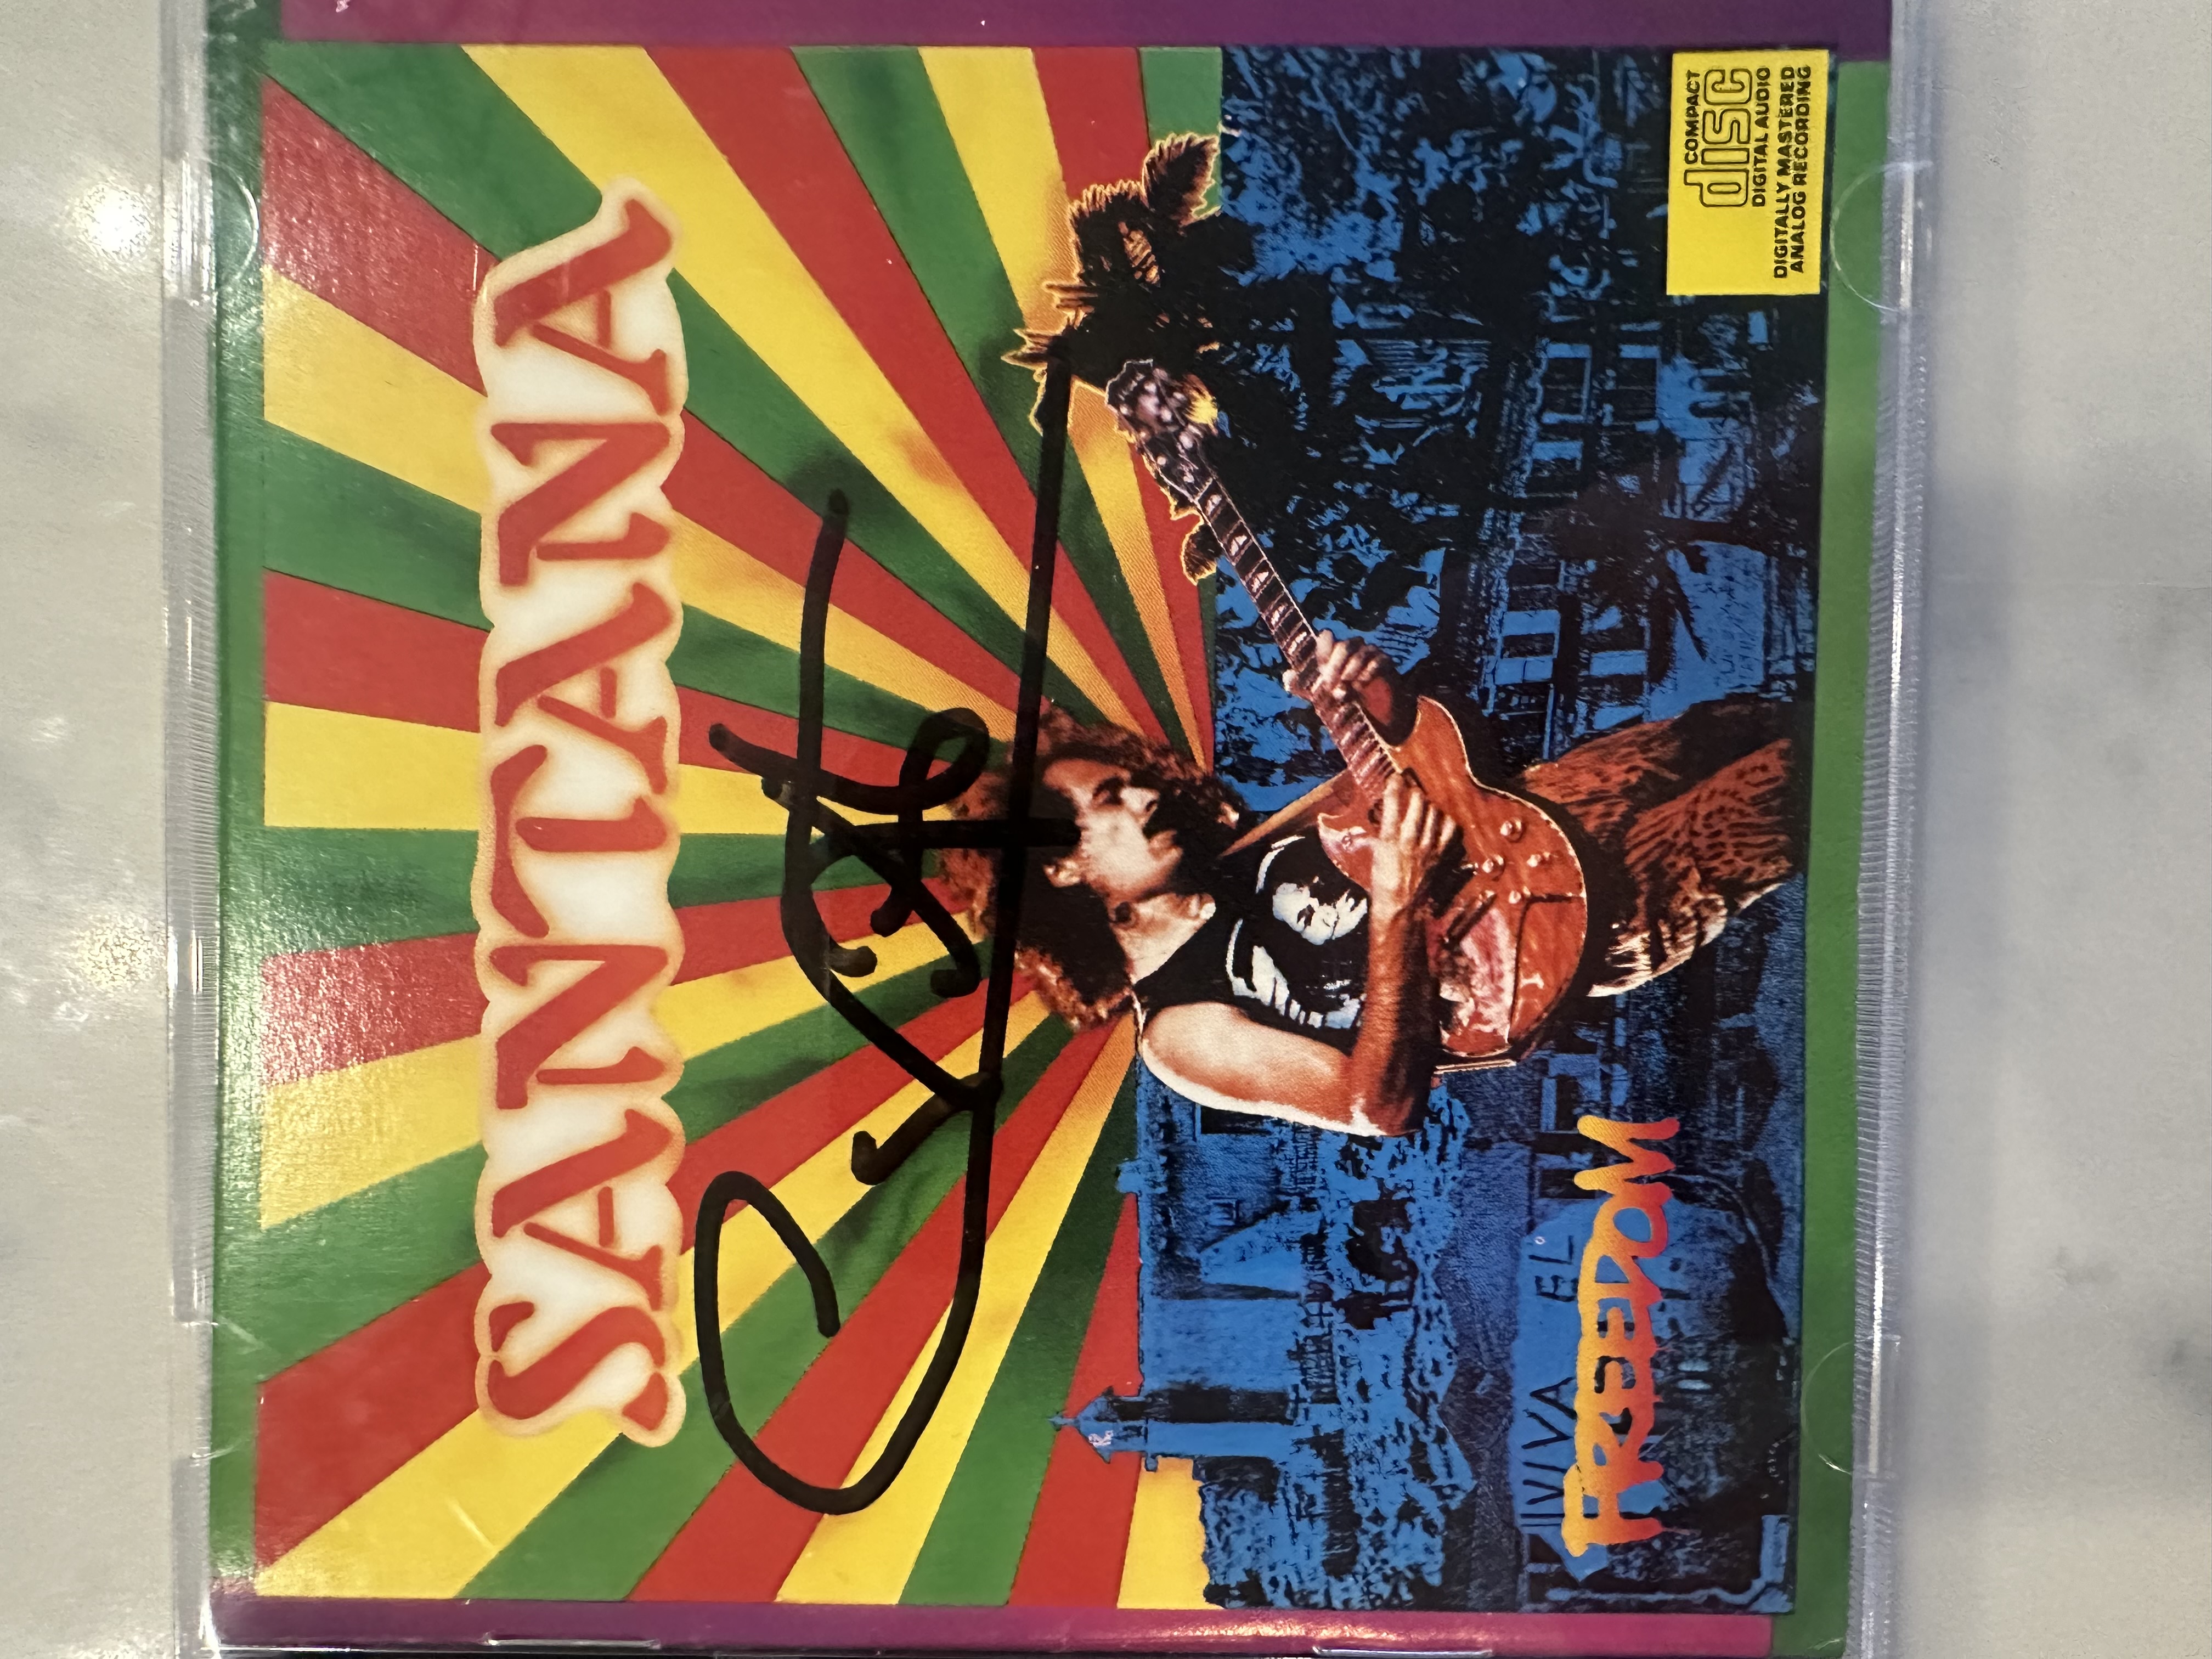 SANTANA
VIVA EL
FREEDOM
COMPACT
disc
DIGITAL AUDIO
DIGITALLY MASTERED
ANALOG RECORDING